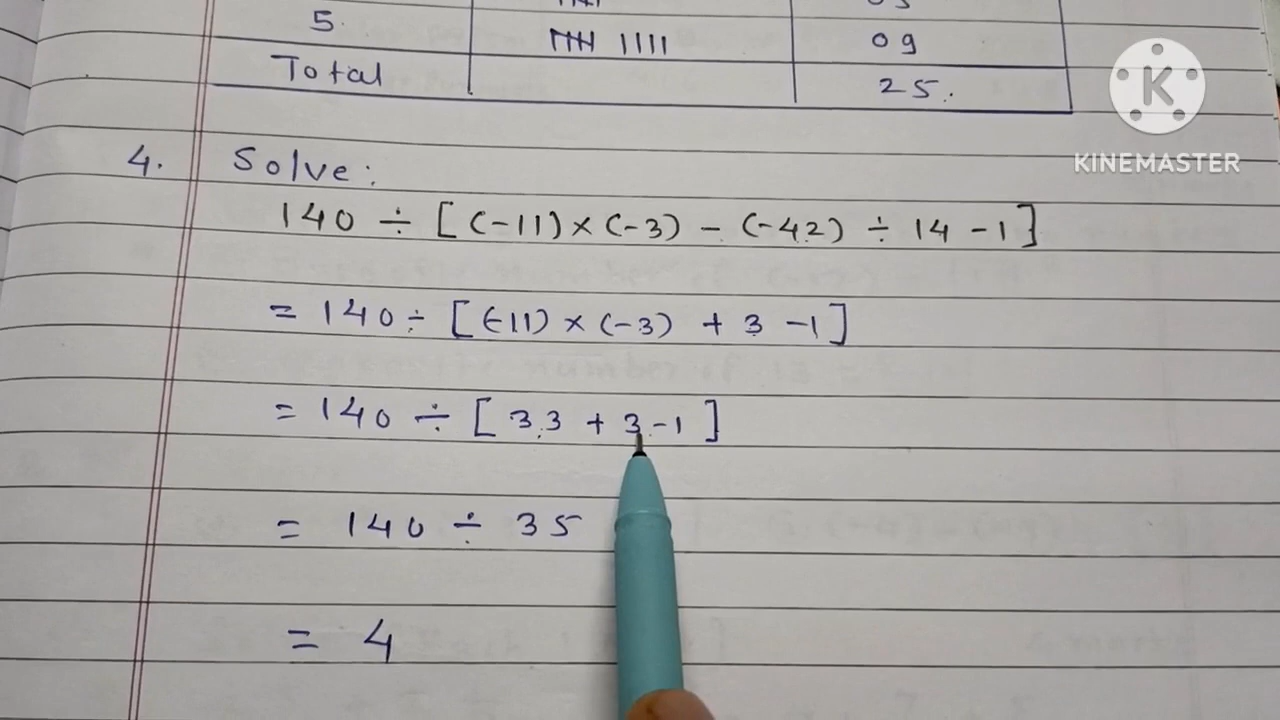 5.
𝍸 IIII
09
Total
25.
KINEMASTER
4. Solve:
140 ÷ [(-11) × (-3) - (-42) ÷ 14 - 1]
= 140 ÷ [(-11) × (-3) + 3 - 1]
= 140 ÷ [33 + 3 - 1]
= 140 ÷ 35
= 4